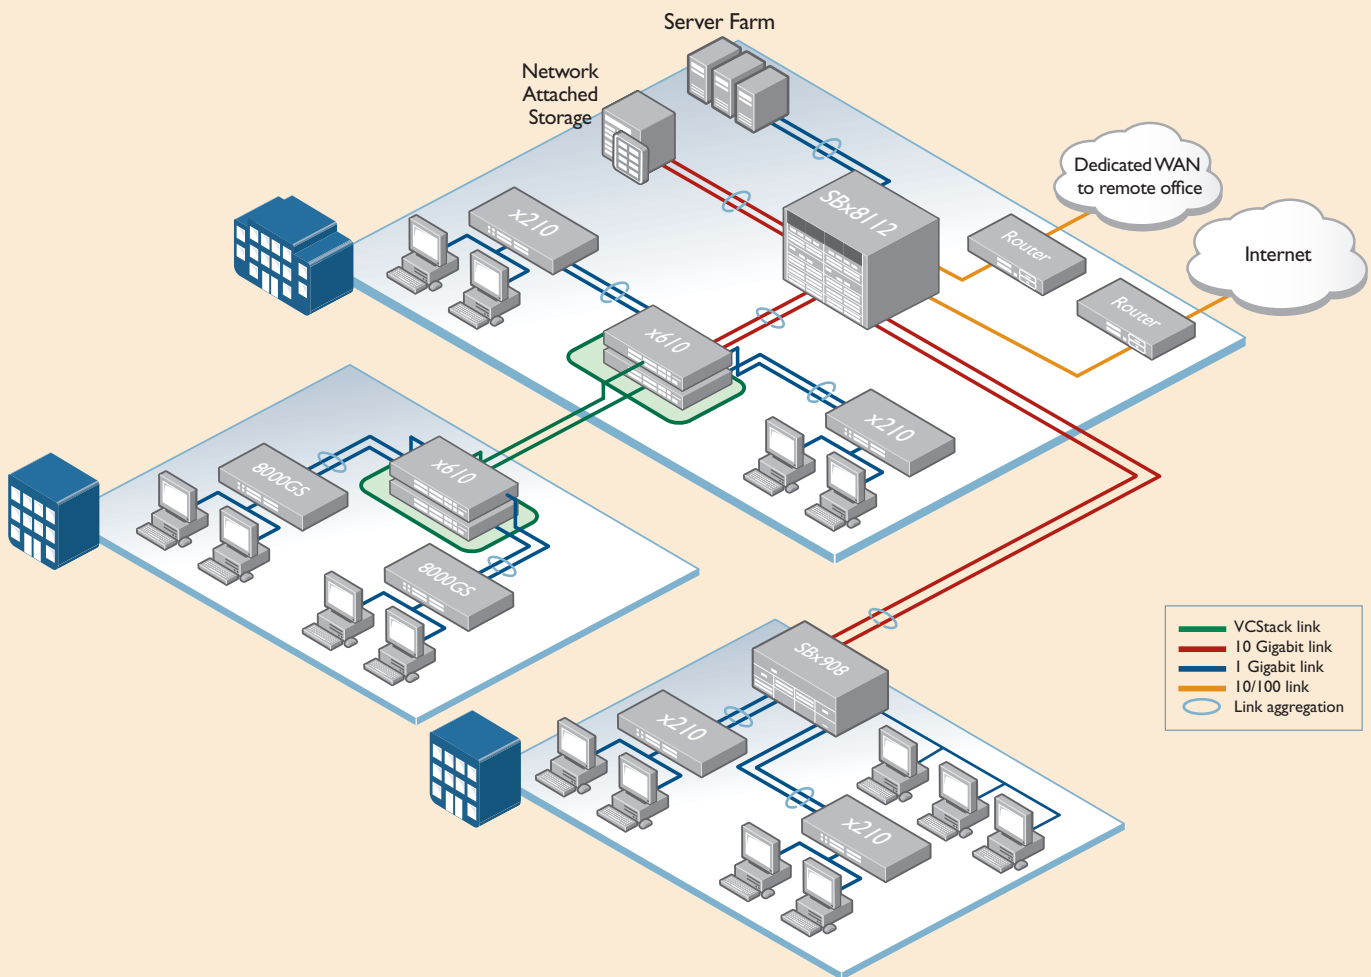 Server Farm
Network
Attached
Storage
Dedicated WAN
to remote office
SBx8112
x210
Router
Internet
Router
x610
x210
x610
8000GS
8000GS
VCStack link
10 Gigabit link
1 Gigabit link
10/100 link
Link aggregation
SBx908
x210
x210